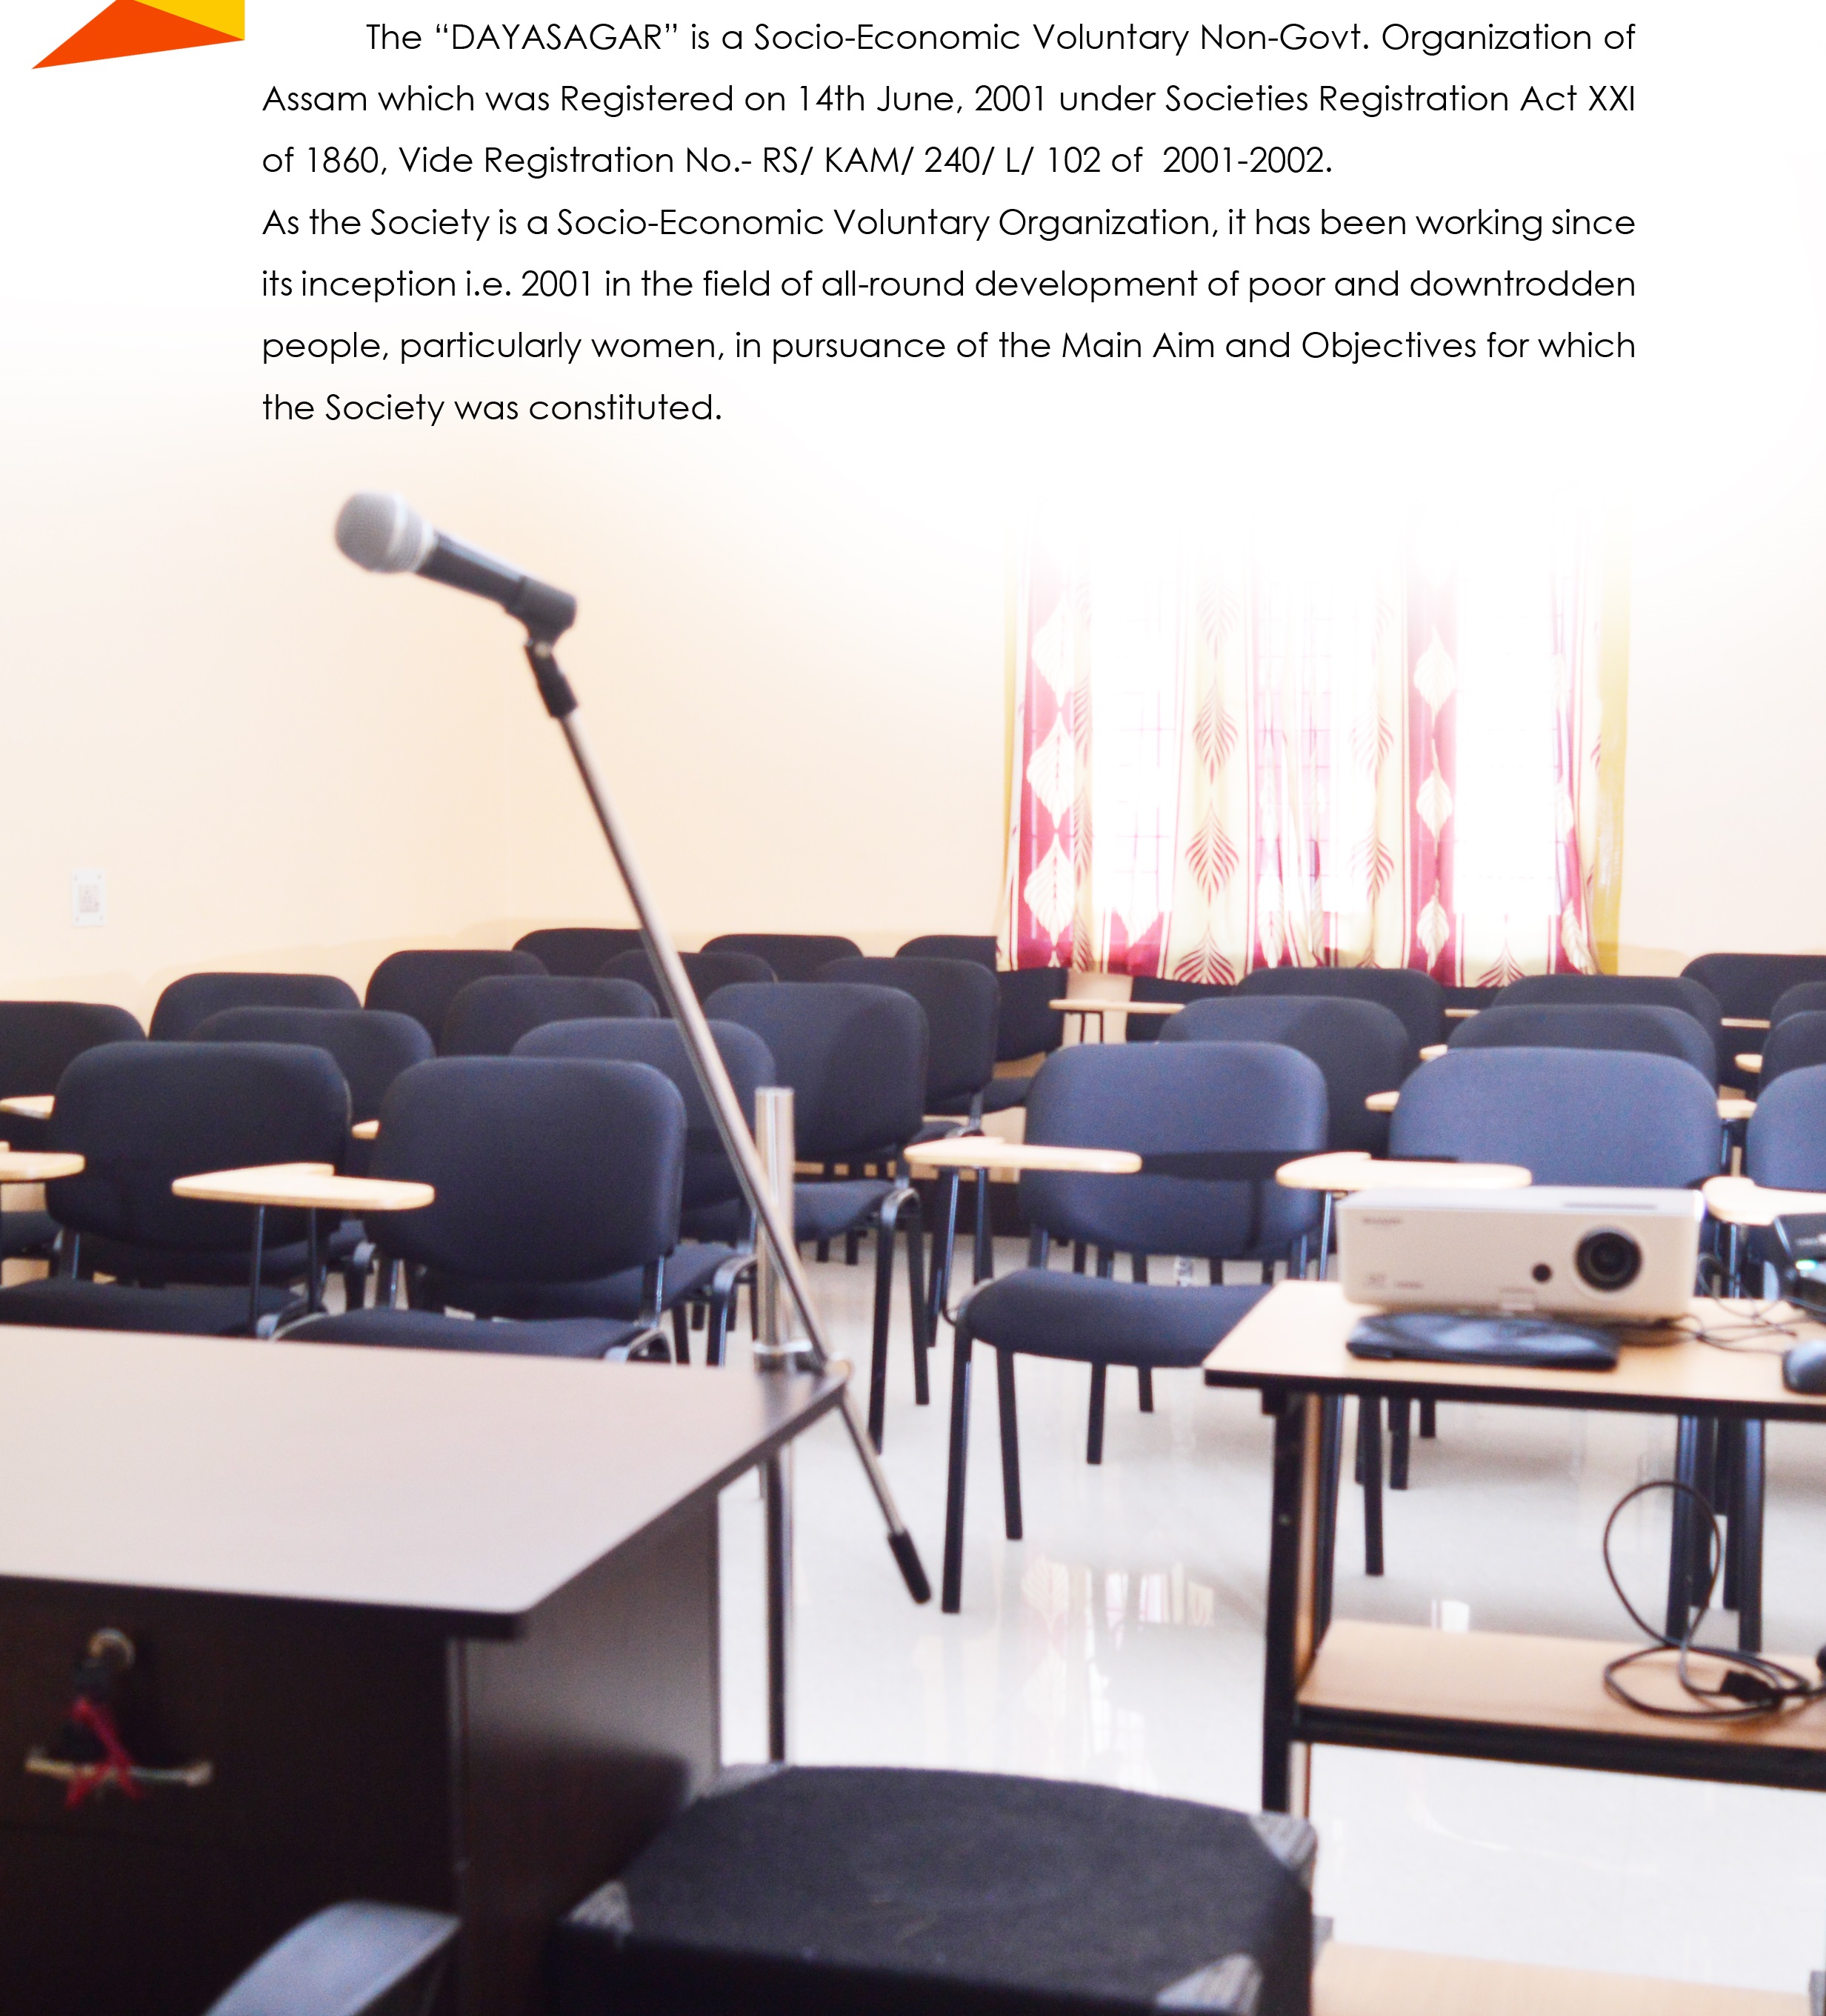 The “DAYASAGAR” is a Socio-Economic Voluntary Non-Govt. Organization of
Assam which was Registered on 14th June, 2001 under Societies Registration Act XXI
of 1860, Vide Registration No.- RS/ KAM/ 240/ L/ 102 of  2001-2002.
As the Society is a Socio-Economic Voluntary Organization, it has been working since
its inception i.e. 2001 in the field of all-round development of poor and downtrodden
people, particularly women, in pursuance of the Main Aim and Objectives for which
the Society was constituted.